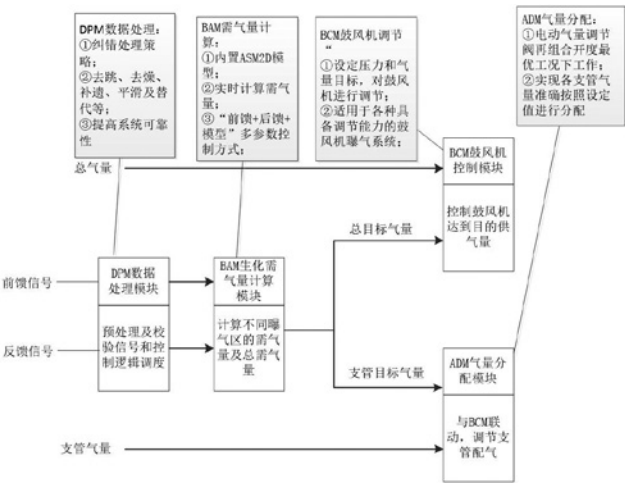 DPM数据处理：
①纠错处理策
略；
②去跳、去燥、
补遗、平滑及替
代等；
③提高系统可靠
性
BAM需气量计
算：
①内置ASM2D模
型；
②实时计算需气
量；
③“前馈+后馈+
模型”多参数控
制方式；
BCM鼓风机调节
“
①设定压力和气
量目标，对鼓风
机进行调节；
②适用于各种具
备调节能力的鼓
风机曝气系统；
ADM气量分配：
①电动气量调节
阀再组合开度最
优工况下工作；
②实现各支管气
量准确按照设定
值进行分配
总气量
BCM鼓风机
控制模块
控制鼓风机
达到目的供
气量
总目标气量
前馈信号
反馈信号
DPM数据
处理模块
预处理及校
验信号和控
制逻辑调度
BAM生化需
气量计算
模块
计算不同曝
气区的需气
量及总需气
量
支管目标气量
ADM气量分
配模块
与BCM联
动，调节支
管配气
支管气量